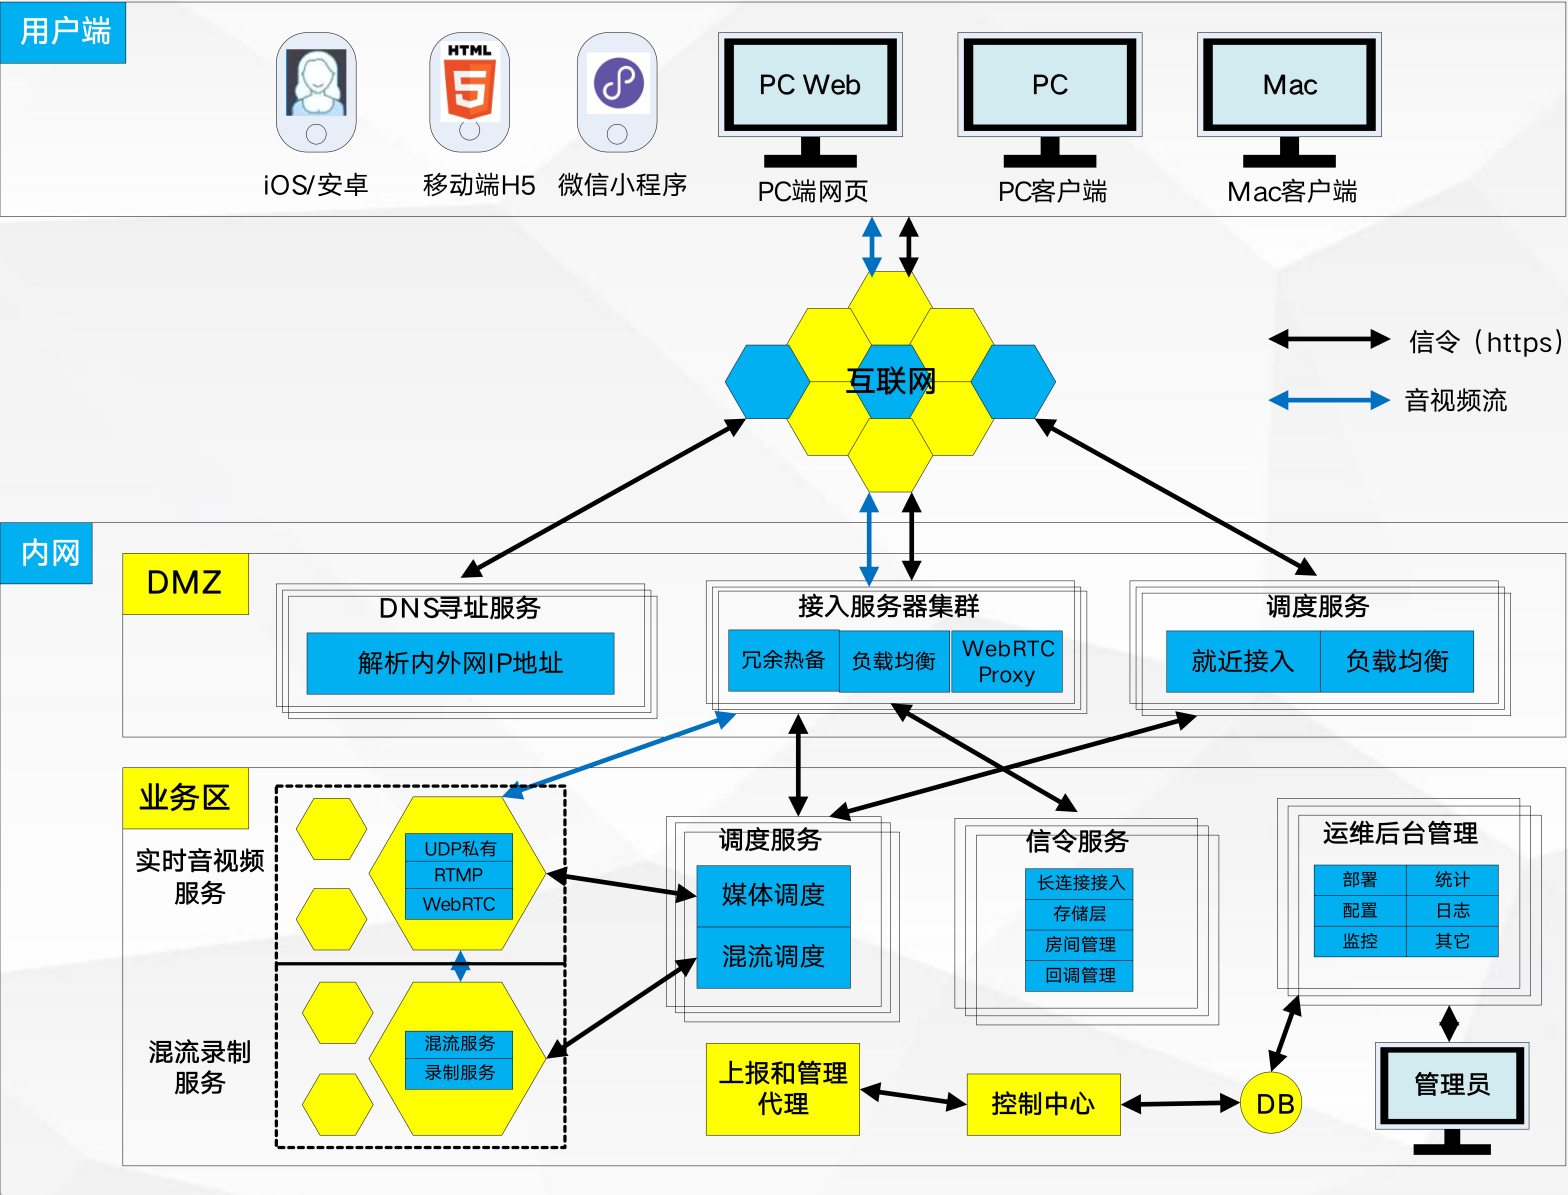 用户端
HTML
5
PC Web
PC
Mac
iOS/安卓
移动端H5
微信小程序
PC端网页
PC客户端
Mac客户端
互联网
信令（https）
音视频流
内网
DMZ
DNS寻址服务
解析内外网IP地址
接入服务器集群
冗余热备
负载均衡
WebRTC
Proxy
调度服务
就近接入
负载均衡
业务区
实时音视频
服务
UDP私有
RTMP
WebRTC
混流录制
服务
混流服务
录制服务
调度服务
媒体调度
混流调度
信令服务
长连接接入
存储层
房间管理
回调管理
运维后台管理
部署
统计
配置
日志
监控
其它
上报和管理
代理
控制中心
DB
管理员